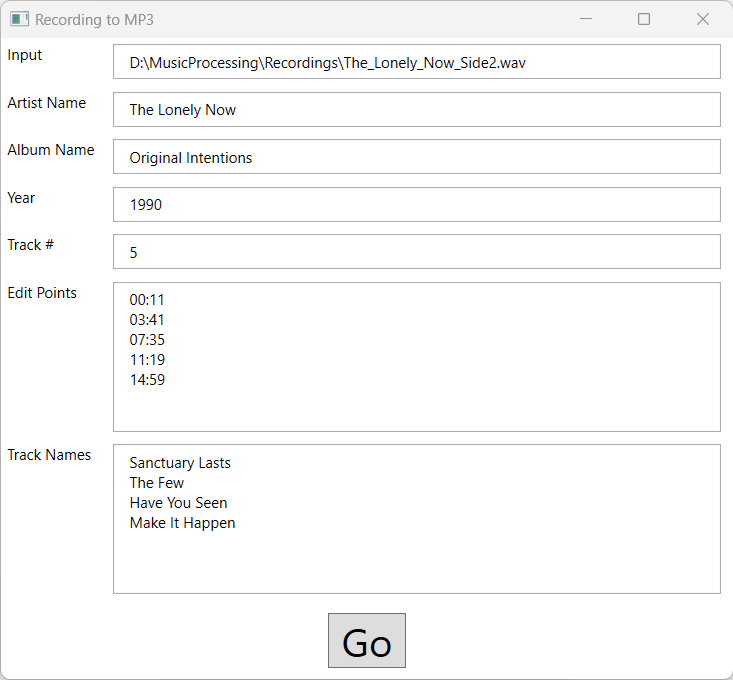 Recording to MP3
Input
D:\MusicProcessing\Recordings\The_Lonely_Now_Side2.wav
Artist Name
The Lonely Now
Album Name
Original Intentions
Year
1990
Track #
5
Edit Points
00:11
03:41
07:35
11:19
14:59
Track Names
Sanctuary Lasts
The Few
Have You Seen
Make It Happen
Go